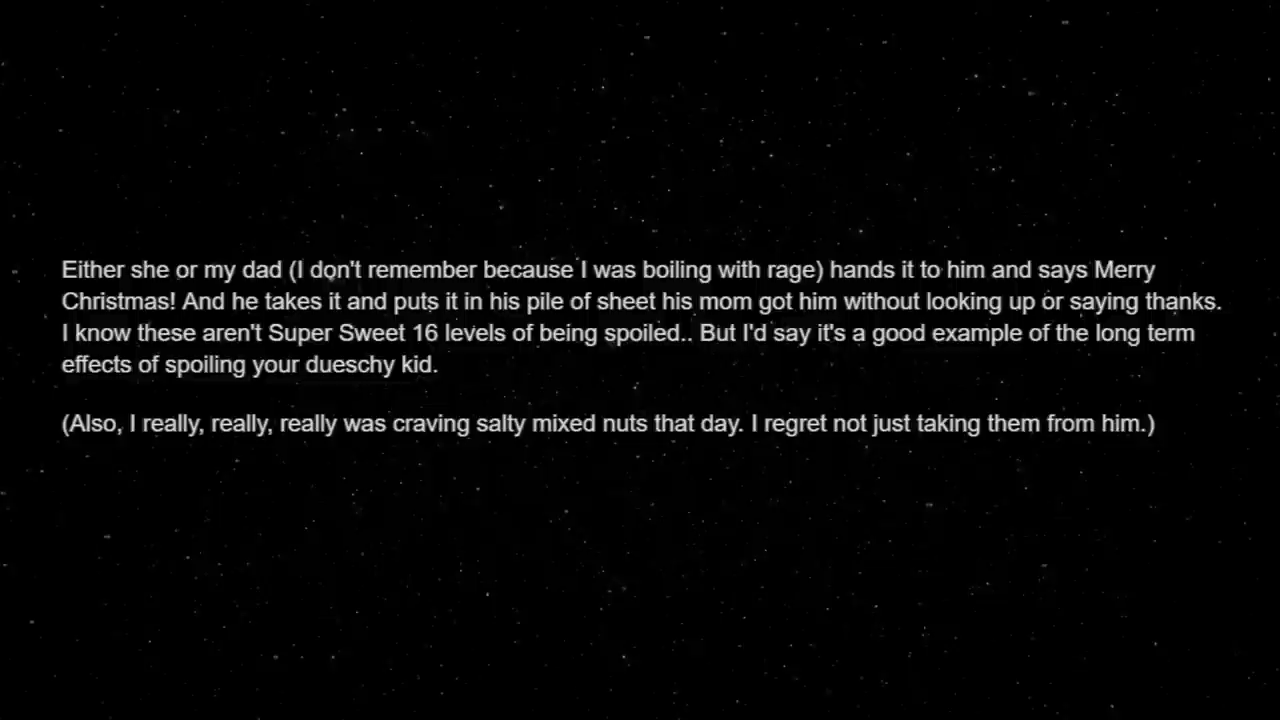 Either she or my dad (I don't remember because I was boiling with rage) hands it to him and says Merry
Christmas! And he takes it and puts it in his pile of sheet his mom got him without looking up or saying thanks.
I know these aren't Super Sweet 16 levels of being spoiled.. But I'd say it's a good example of the long term
effects of spoiling your dueschy kid.
(Also, I really, really, really was craving salty mixed nuts that day. I regret not just taking them from him.)